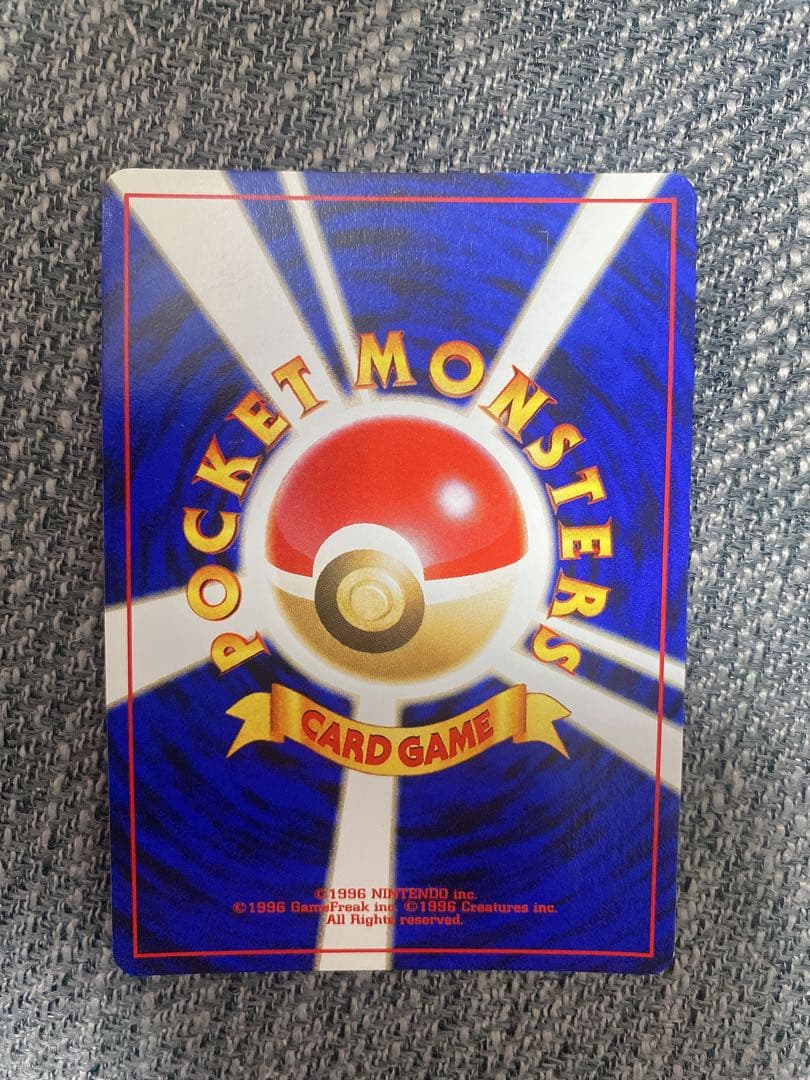 POCKET MONSTERS
CARD GAME
©1996 NINTENDO inc.
©1996 GameFreak inc. ©1996 Creatures inc.
All Rights reserved.